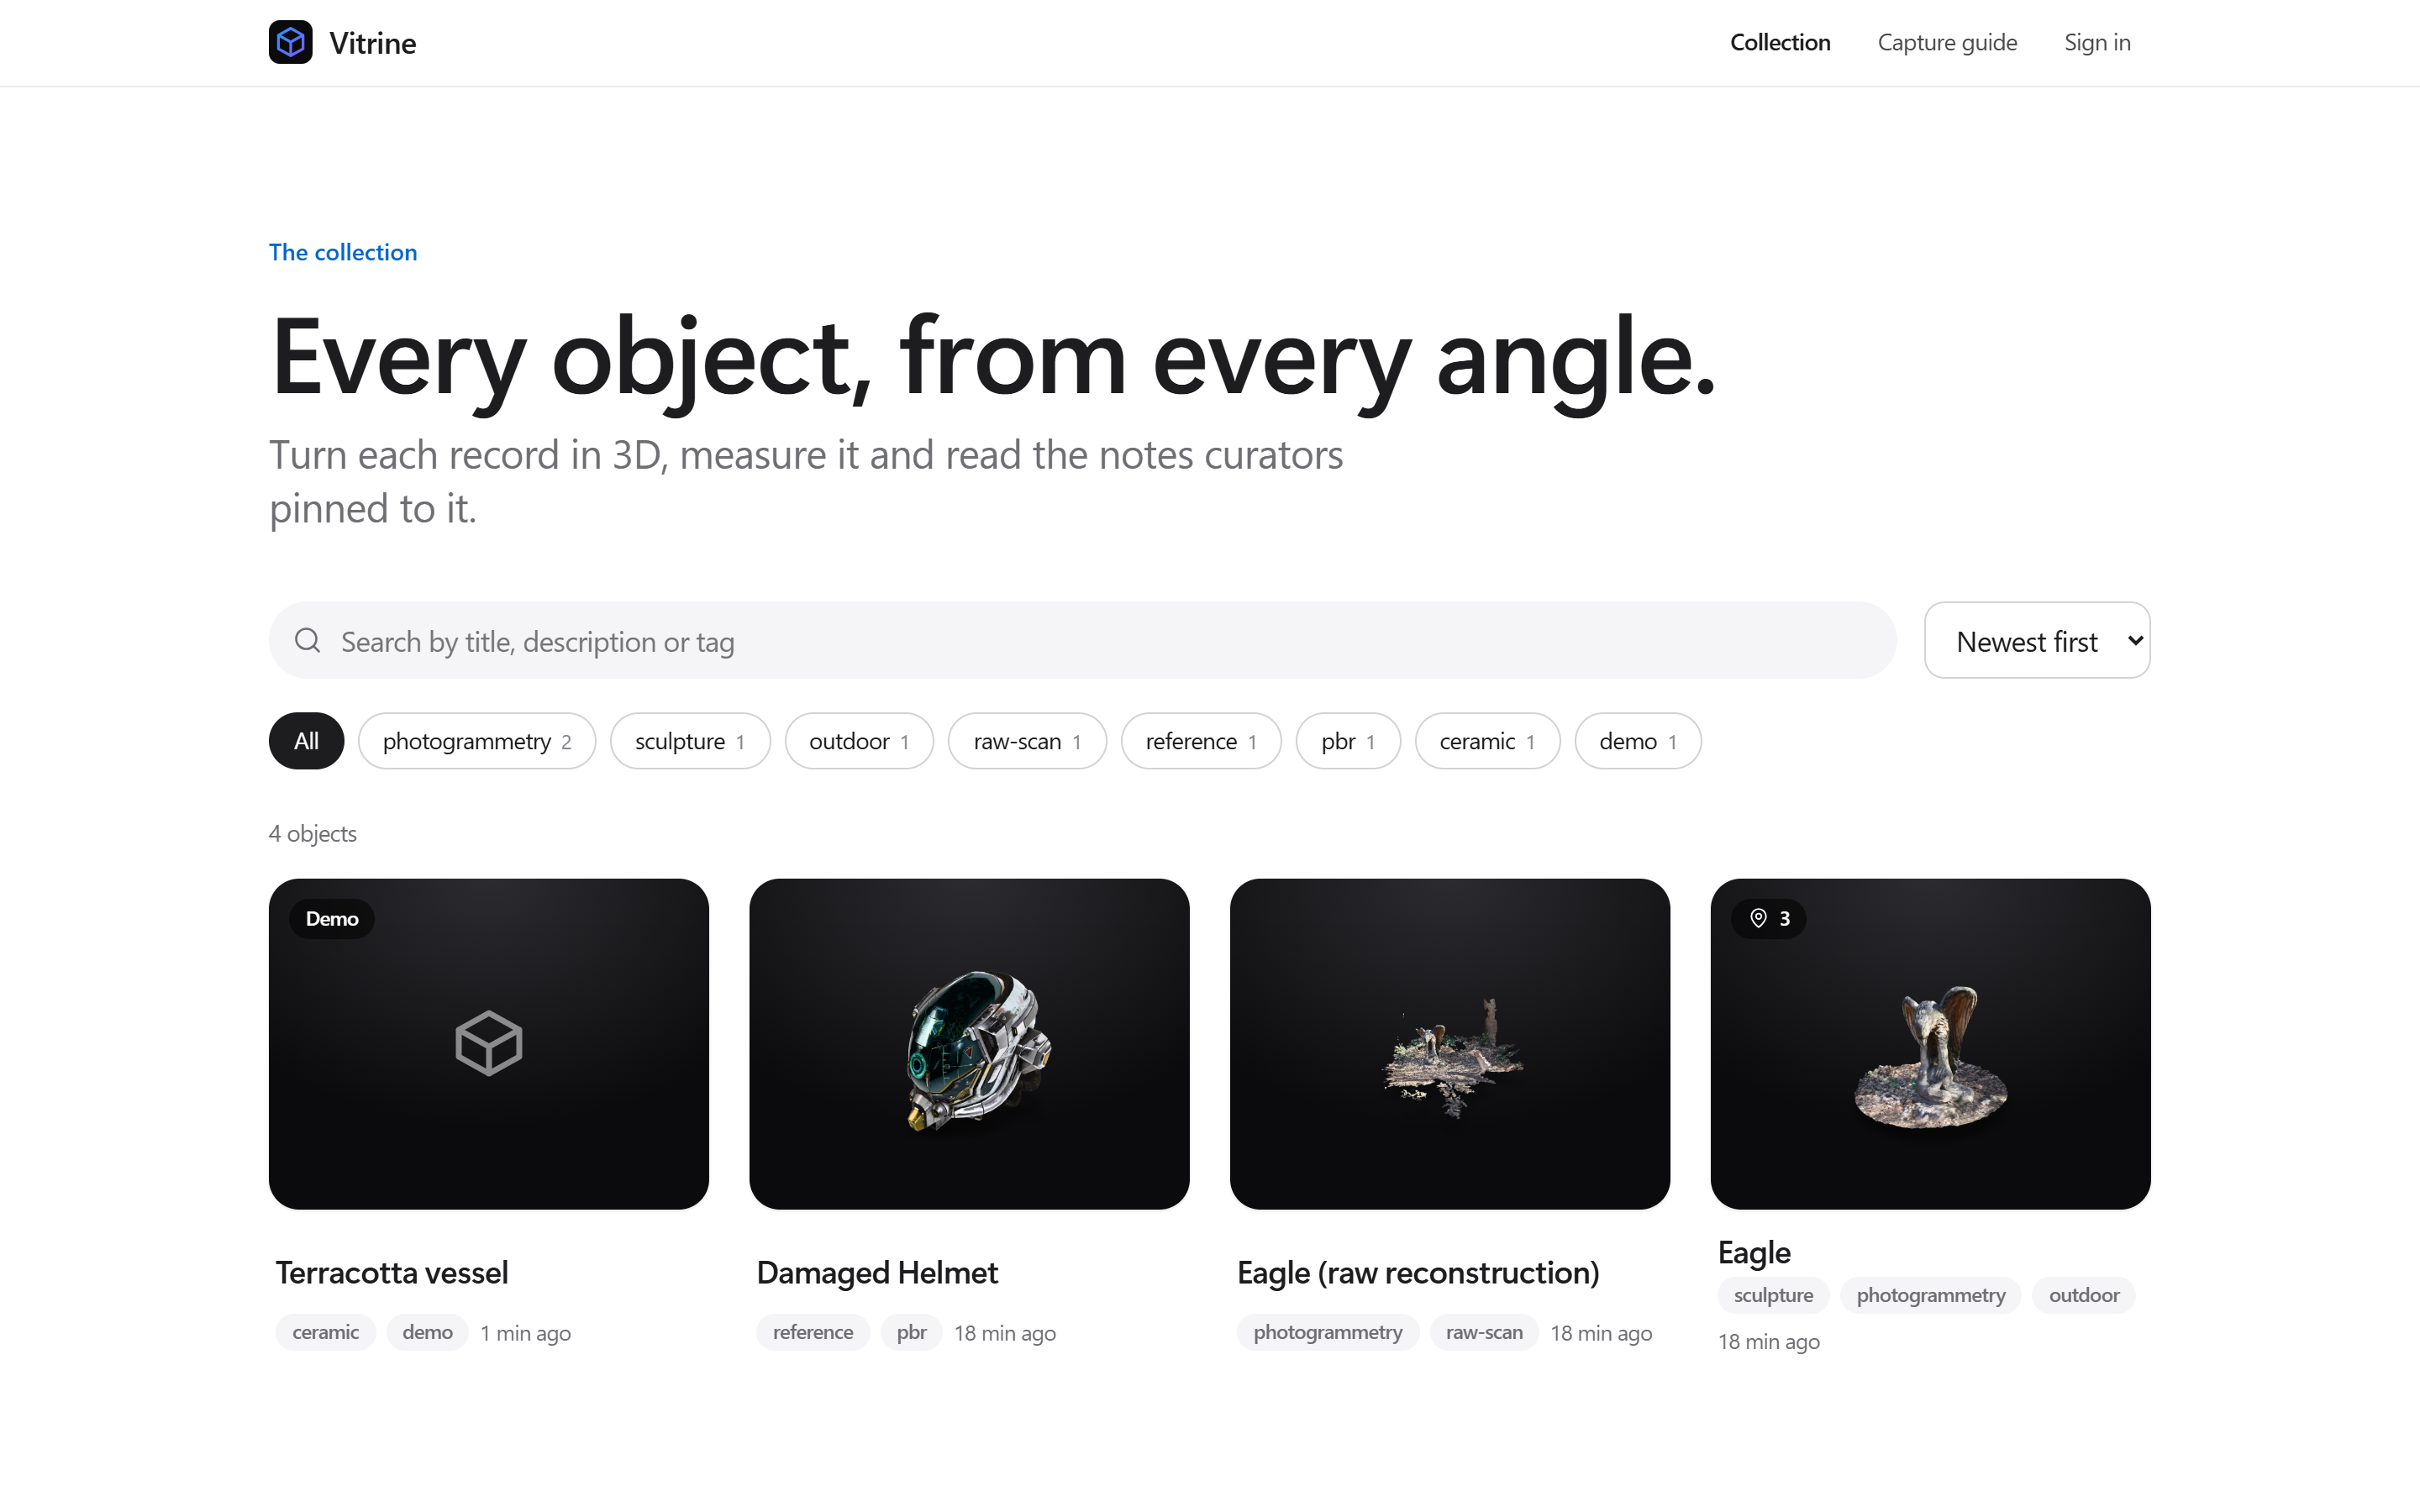 Vitrine
Collection Capture guide Sign in
The collection
Every object, from every angle.
Turn each record in 3D, measure it and read the notes curators
pinned to it.
Search by title, description or tag
Newest first
All photogrammetry 2 sculpture 1 outdoor 1 raw-scan 1 reference 1 pbr 1 ceramic 1 demo 1
4 objects
Demo
3
Terracotta vessel
ceramic demo 1 min ago
Damaged Helmet
reference pbr 18 min ago
Eagle (raw reconstruction)
photogrammetry raw-scan 18 min ago
Eagle
sculpture photogrammetry outdoor
18 min ago